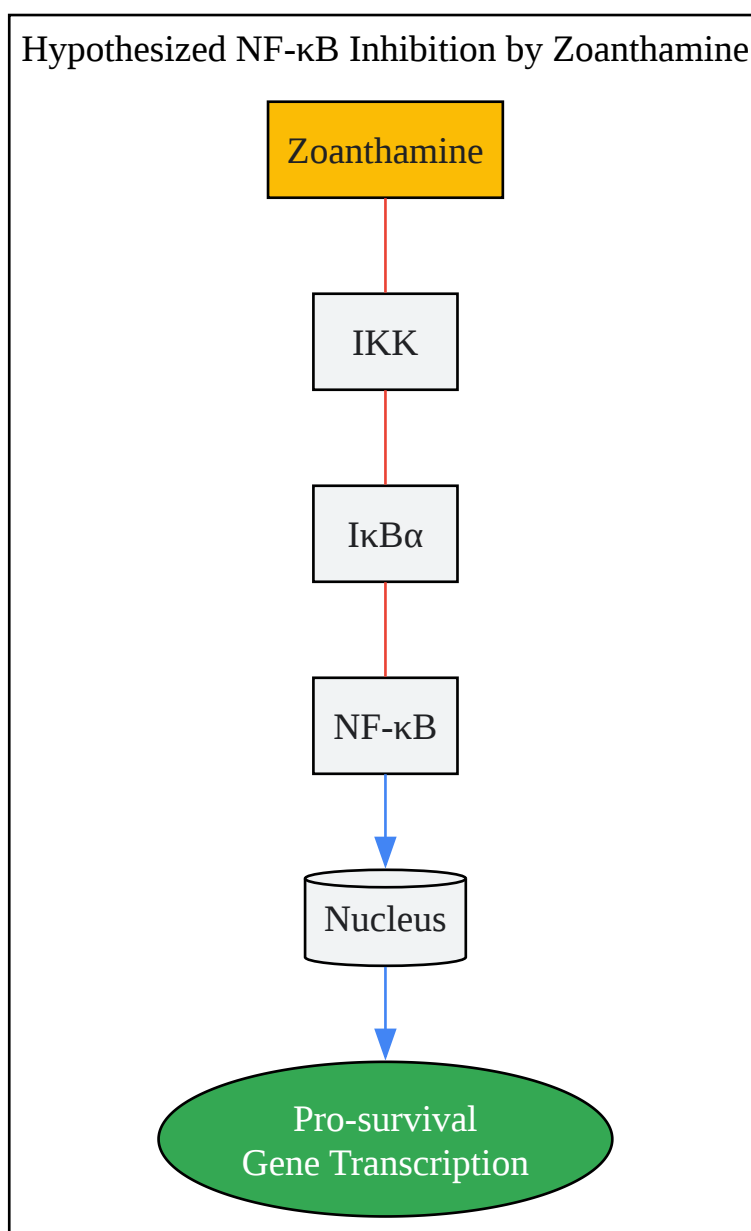 Hypothesized NF-κB Inhibition by Zoanthamine
Zoanthamine
IKK
IκBα
NF-κB
Nucleus
Pro-survival
Gene Transcription